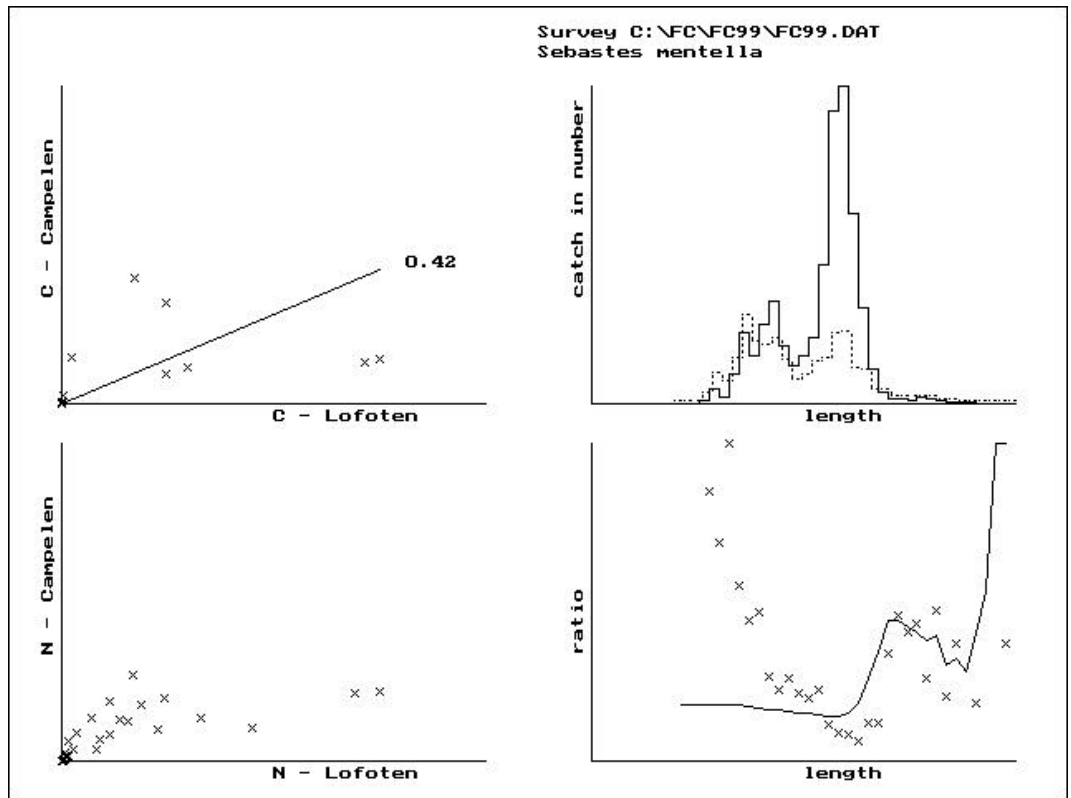 Survey C:\FC\FC99\FC99.DAT
Sebastes mentella
C - Campelen
0.42
C - Lofoten
catch in number
length
N - Campelen
N - Lofoten
ratio
length